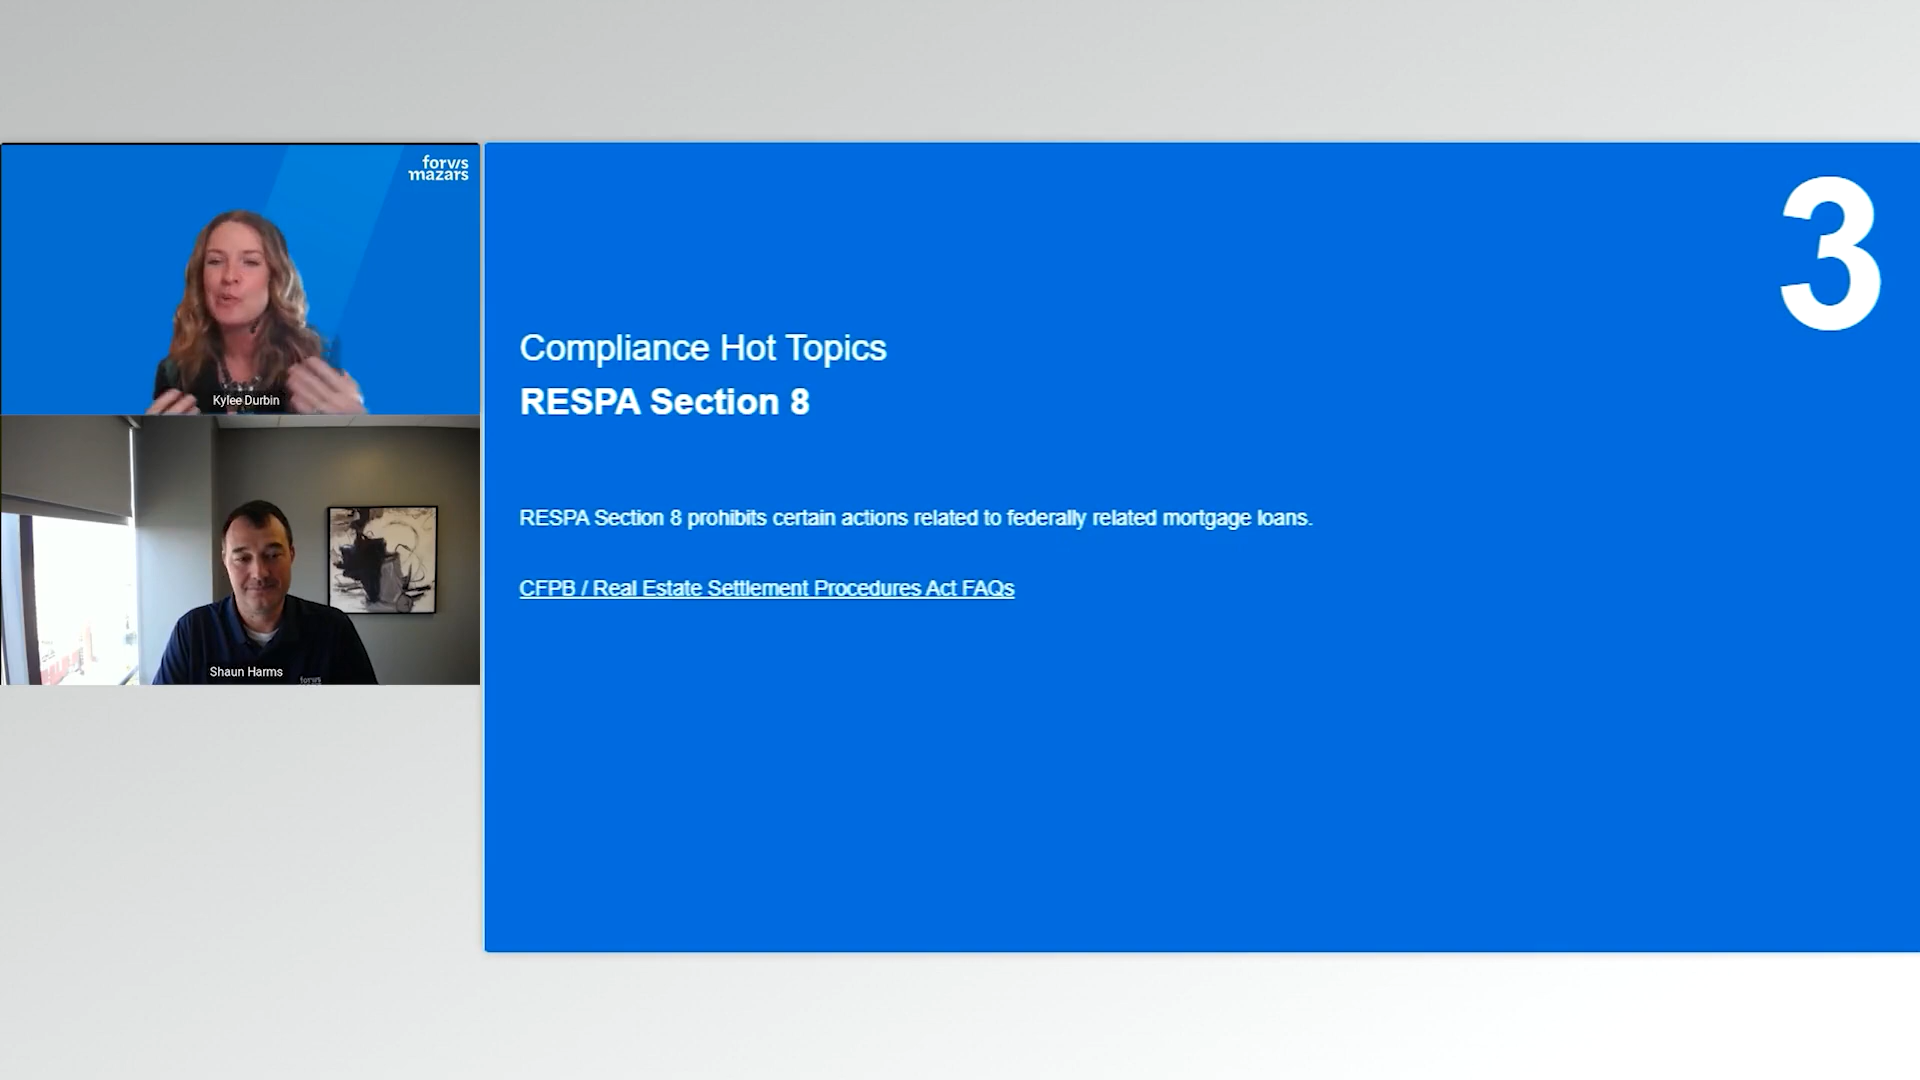 forvis
mazars
Kylee Durbin
Shaun Harms
forvis
3
Compliance Hot Topics
RESPA Section 8
RESPA Section 8 prohibits certain actions related to federally related mortgage loans.
CFPB / Real Estate Settlement Procedures Act FAQs